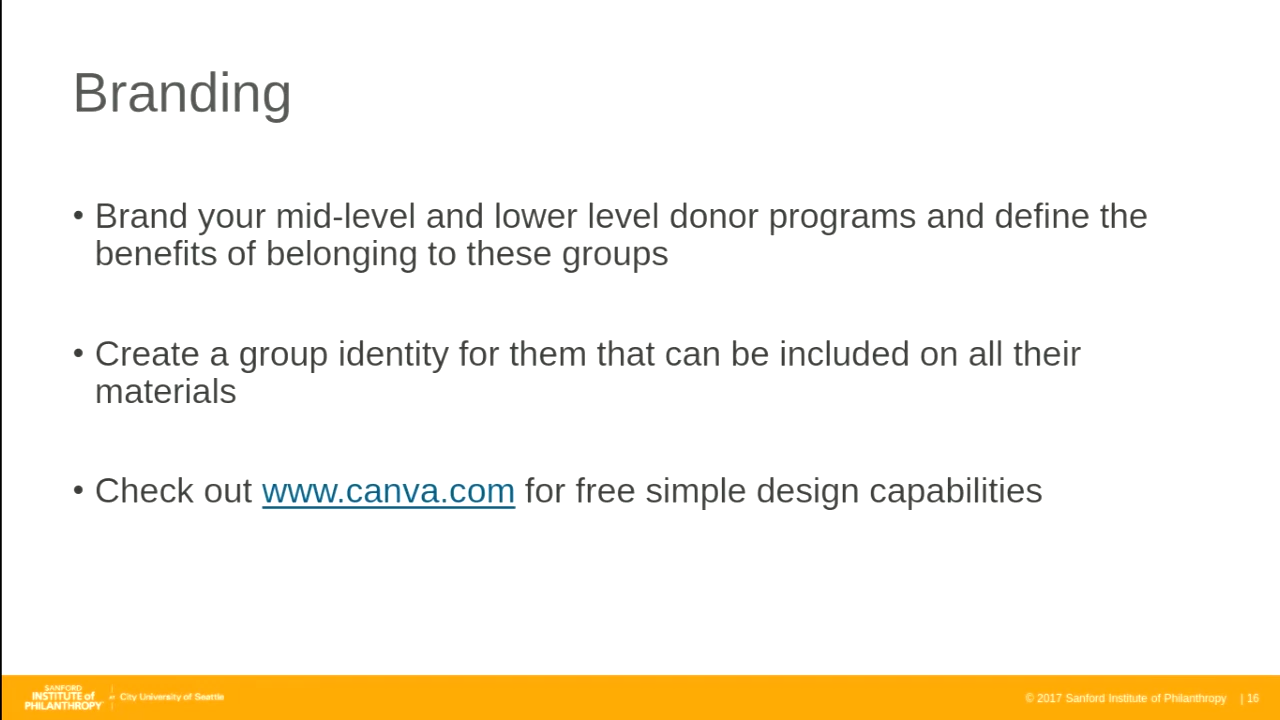 Branding
• Brand your mid-level and lower level donor programs and define the
benefits of belonging to these groups
• Create a group identity for them that can be included on all their
materials
• Check out www.canva.com for free simple design capabilities
SANFORD
INSTITUTE of
PHILANTHROPY
AT
City University of Seattle
© 2017 Sanford Institute of Philanthropy | 16